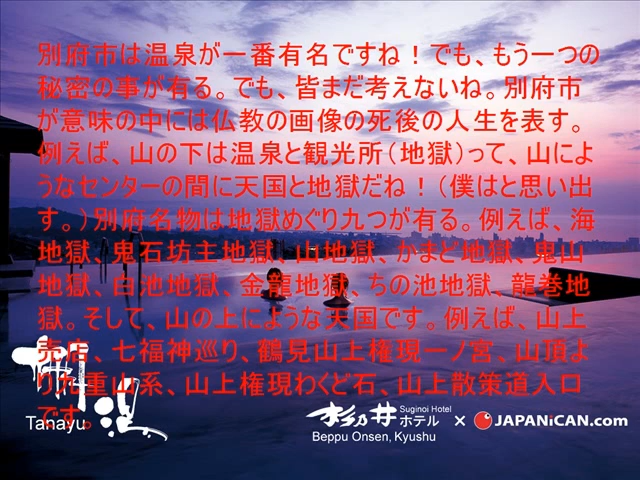 別府市は温泉が一番有名ですね！でも、もう一つの
秘密の事が有る。でも、皆まだ考えないね。別府市
が意味の中には仏教の画像の死後の人生を表す。
例えば、山の下は温泉と観光所（地獄）って、山によ
うなセンターの間に天国と地獄だね！（僕はと思い出
す。）別府名物は地獄めぐり九つが有る。例えば、海
地獄、鬼石坊主地獄、山地獄、かまど地獄、鬼山
地獄、白池地獄、金龍地獄、ちの池地獄、龍巻地
獄。そして、山の上にような天国です。例えば、山上
売店、七福神巡り、鶴見山上権現一ノ宮、山頂よ
り九重山系、山上権現わくど石、山上散策道入口
です。
棚湯
Tanayu
杉乃井
Suginoi Hotel
ホテル
Beppu Onsen, Kyushu
×
JAPANiCAN.com